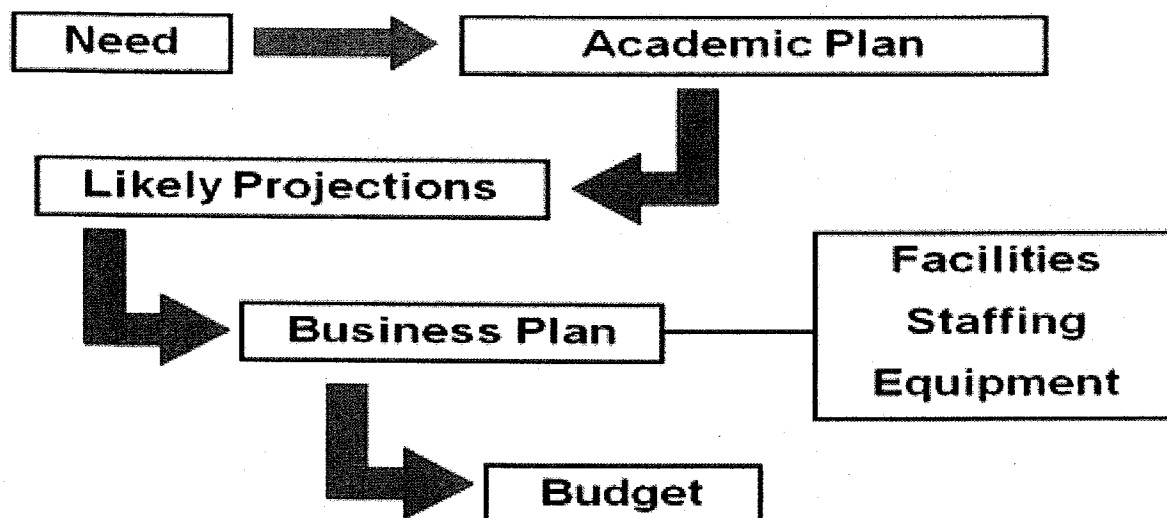 Need
Academic Plan
Likely Projections
Facilities
Staffing
Equipment
Business Plan
Budget